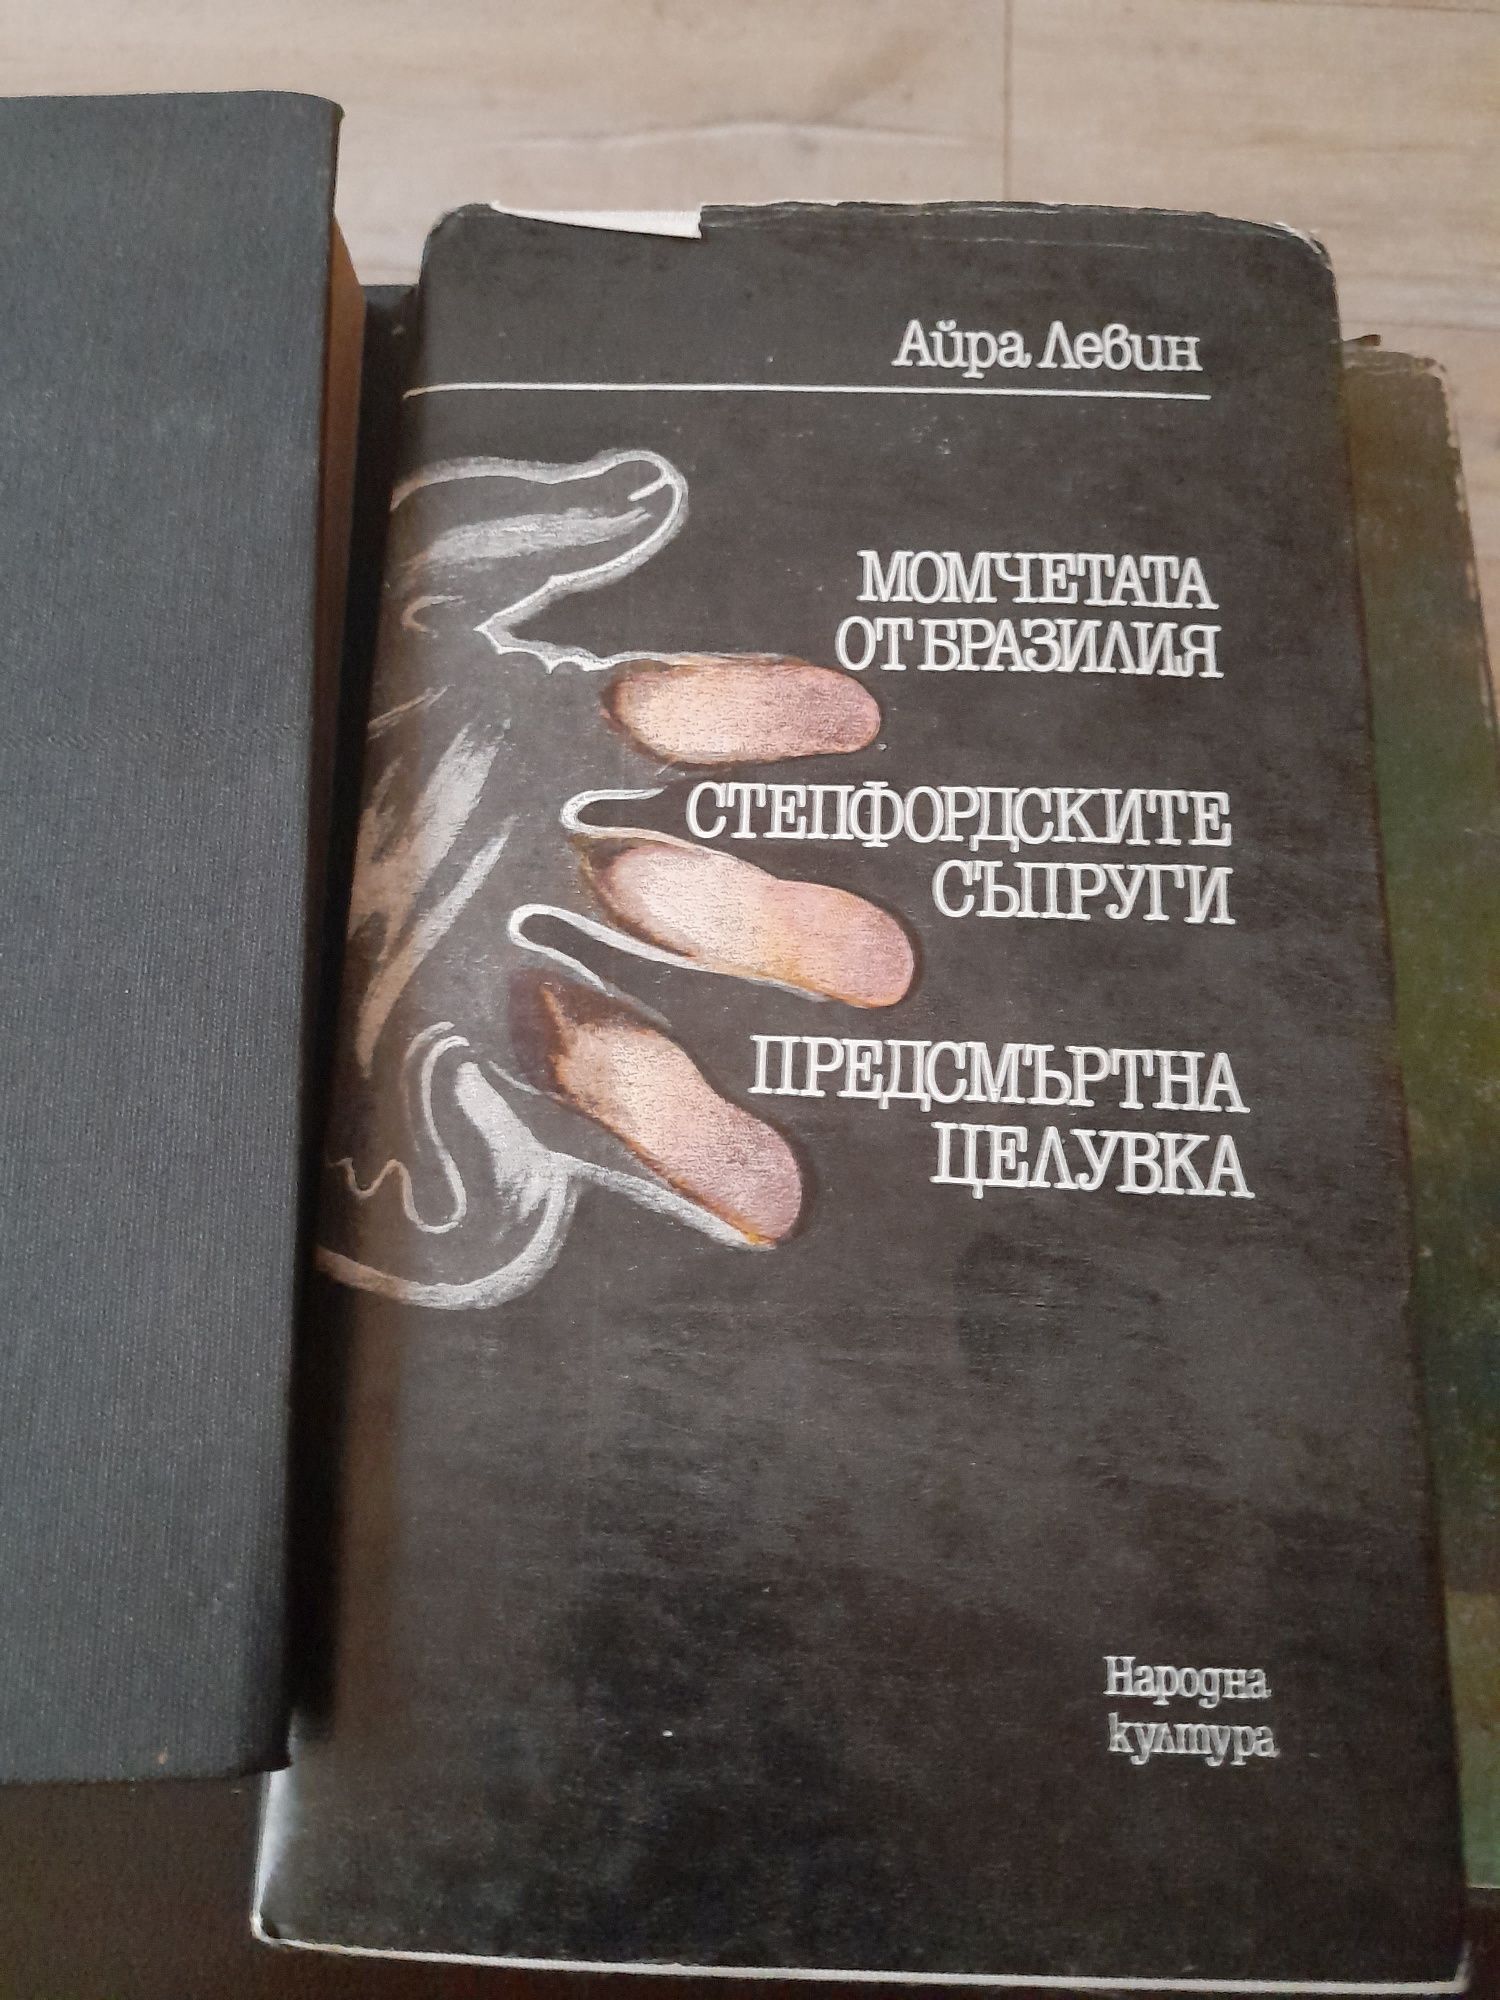 Айра Левин
МОМЧЕТАТА
ОТ БРАЗИЛИЯ
СТЕПФОРДСКИТЕ
СЪПРУГИ
ПРЕДСМЪРТНА
ЦЕЛУВКА
Народна
култура